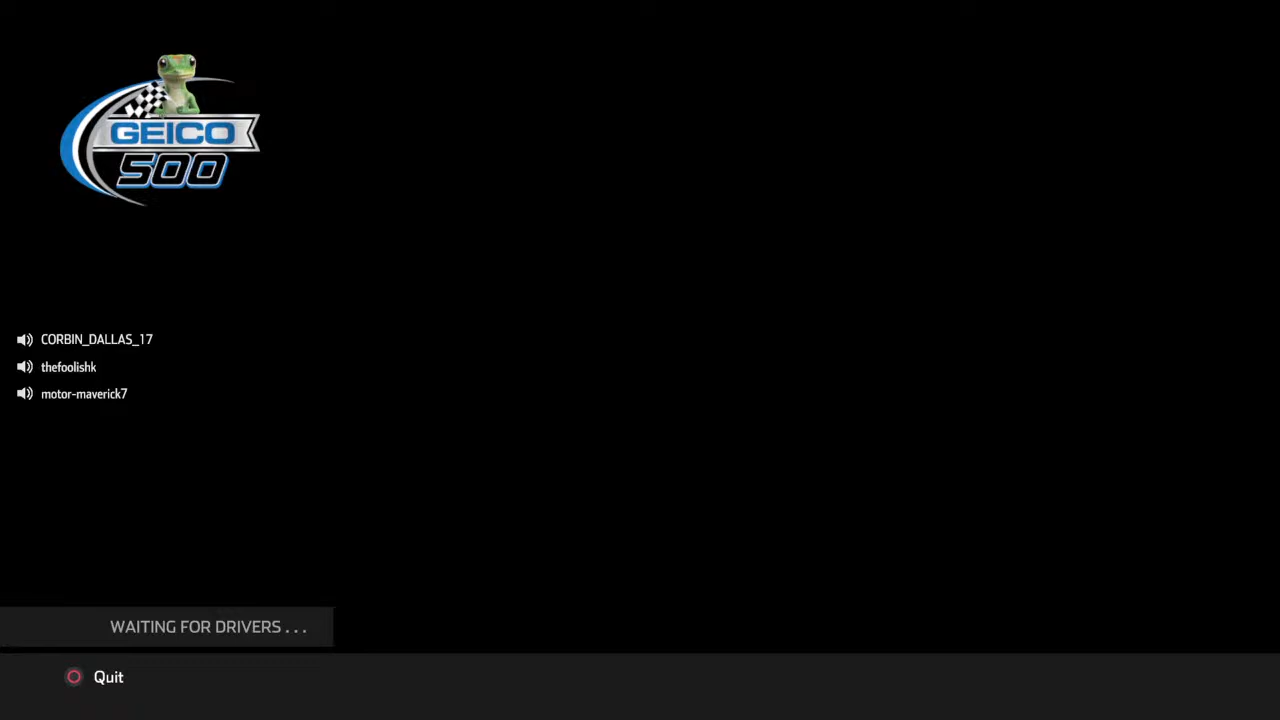 GEICO
500
CORBIN_DALLAS_17
thefoolishk
motor-maverick7
WAITING FOR DRIVERS . . .
Quit